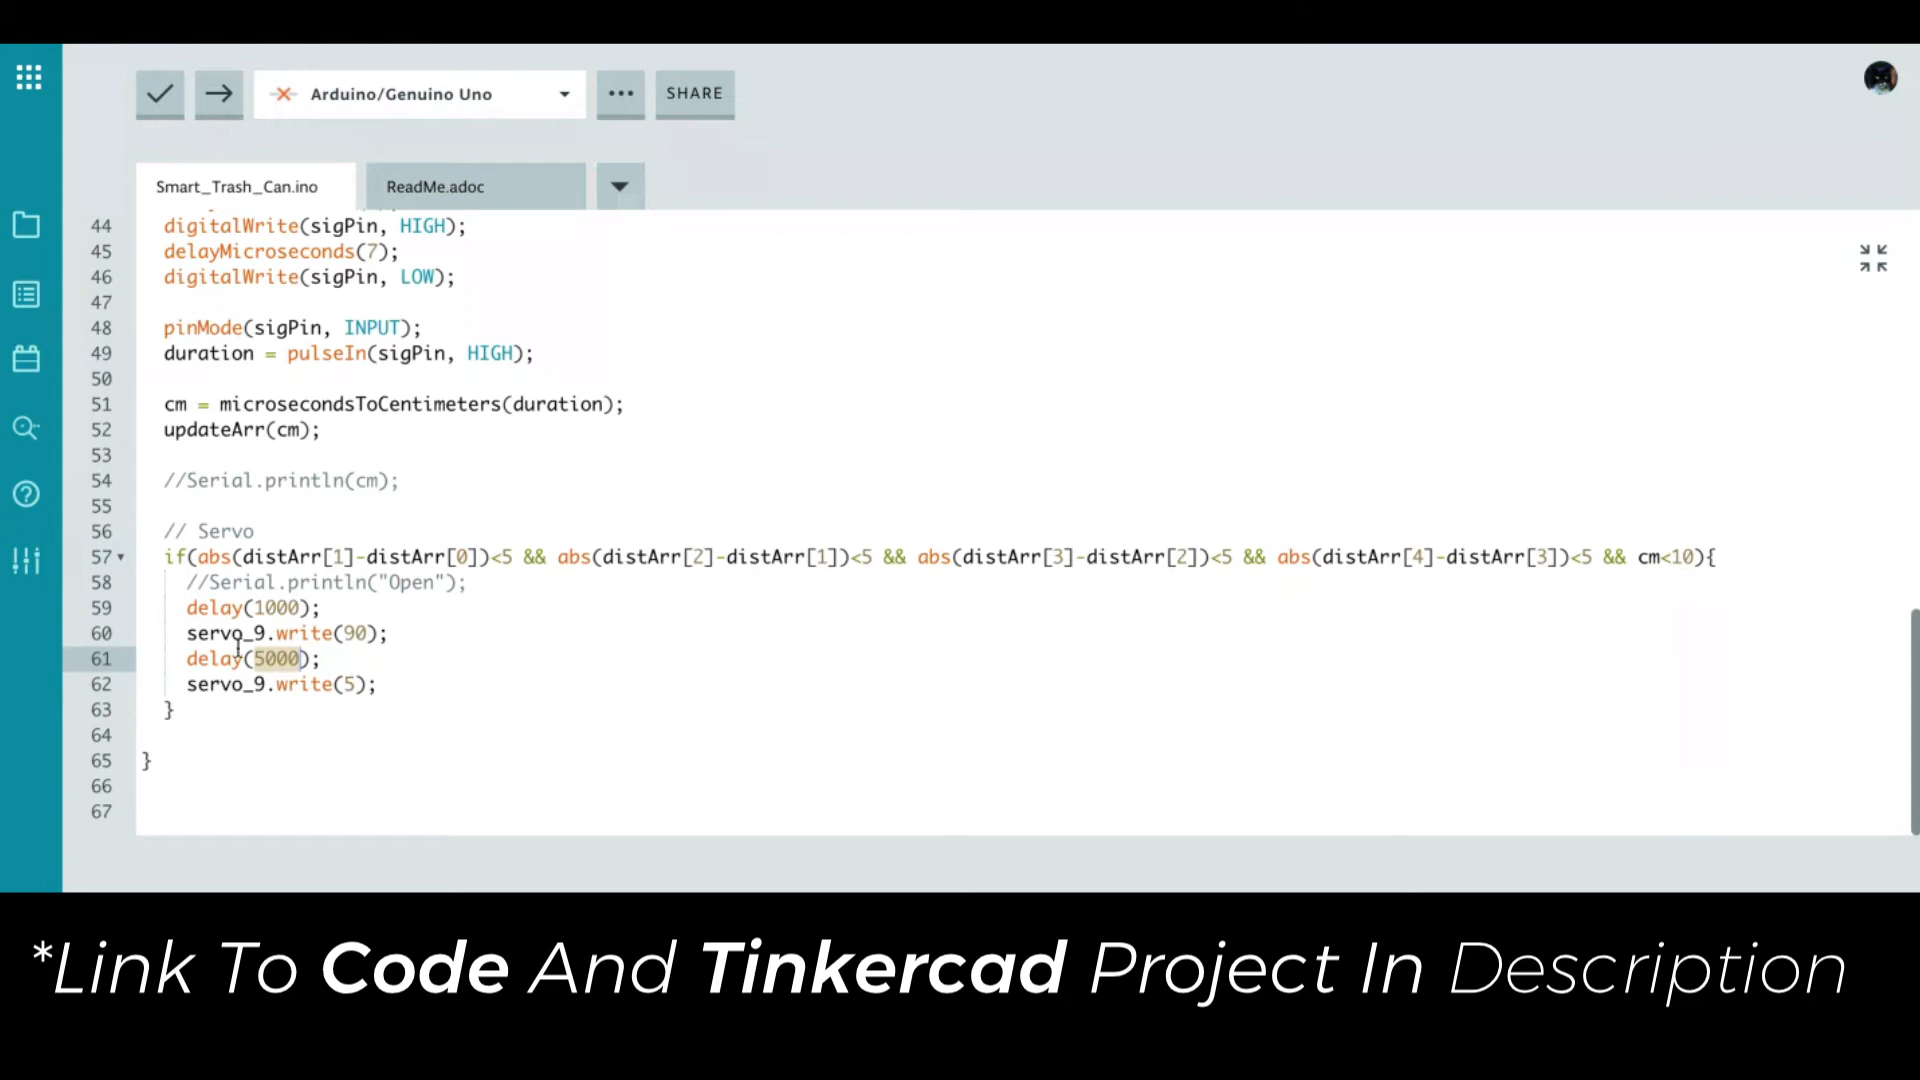 Arduino/Genuino Uno
SHARE
Smart_Trash_Can.ino
ReadMe.adoc
44 digitalWrite(sigPin, HIGH);
45 delayMicroseconds(7);
46 digitalWrite(sigPin, LOW);
47
48 pinMode(sigPin, INPUT);
49 duration = pulseIn(sigPin, HIGH);
50
51 cm = microsecondsToCentimeters(duration);
52 updateArr(cm);
53
54 //Serial.println(cm);
55
56 // Servo
57 if(abs(distArr[1]-distArr[0])<5 && abs(distArr[2]-distArr[1])<5 && abs(distArr[3]-distArr[2])<5 && abs(distArr[4]-distArr[3])<5 && cm<10){
58 //Serial.println("Open");
59 delay(1000);
60 servo_9.write(90);
61 delay(5000);
62 servo_9.write(5);
63 }
64
65 }
66
67
*Link To Code And Tinkercad Project In Description